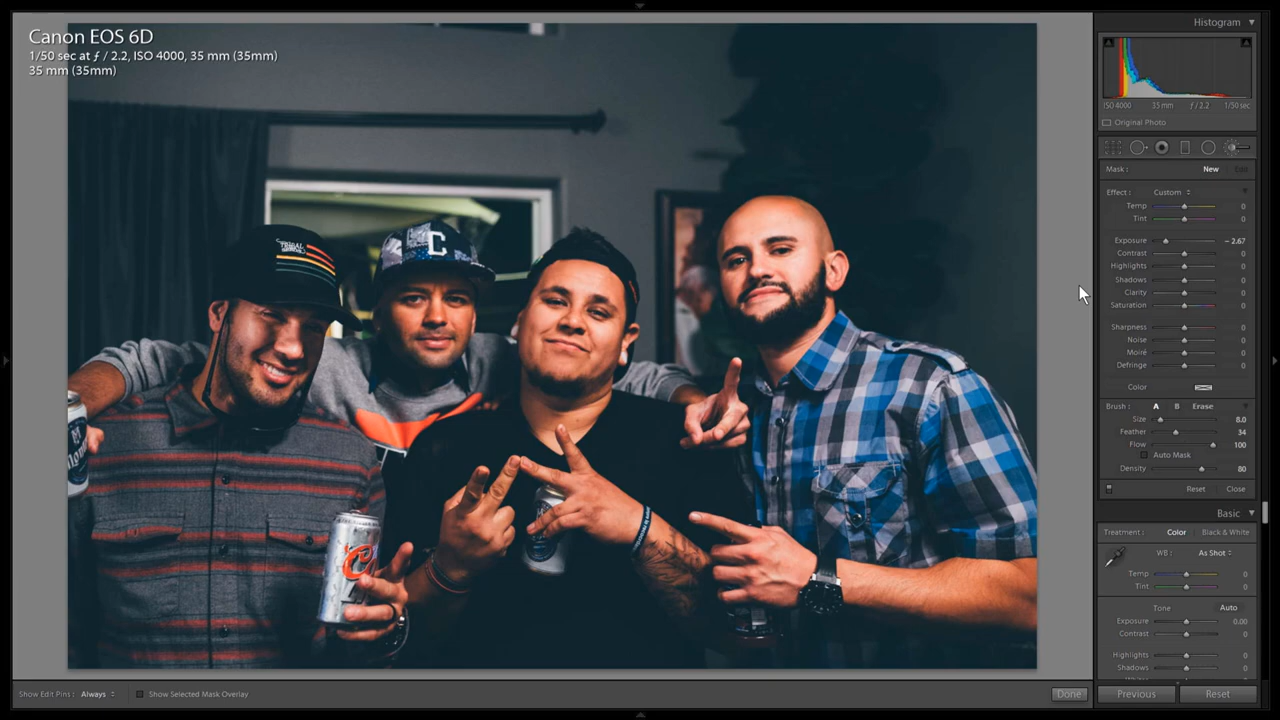 Canon EOS 6D
1/50 sec at ƒ / 2.2, ISO 4000, 35 mm (35mm)
35 mm (35mm)
Histogram
ISO 4000 35 mm ƒ / 2.2 1/50 sec
Original Photo
Mask : New Edit
Effect : Custom
Temp 0
Tint 0
Exposure – 2.67
Contrast 0
Highlights 0
Shadows 0
Clarity 0
Saturation 0
Sharpness 0
Noise 0
Moiré 0
Defringe 0
Color
Brush : A B Erase
Size 8.0
Feather 34
Flow 100
Auto Mask
Density 80
Reset Close
Basic
Treatment : Color Black & White
WB : As Shot
Temp 0
Tint 0
Tone Auto
Exposure 0.00
Contrast 0
Highlights 0
Shadows 0
Previous Reset
Show Edit Pins : Always Show Selected Mask Overlay Done
C